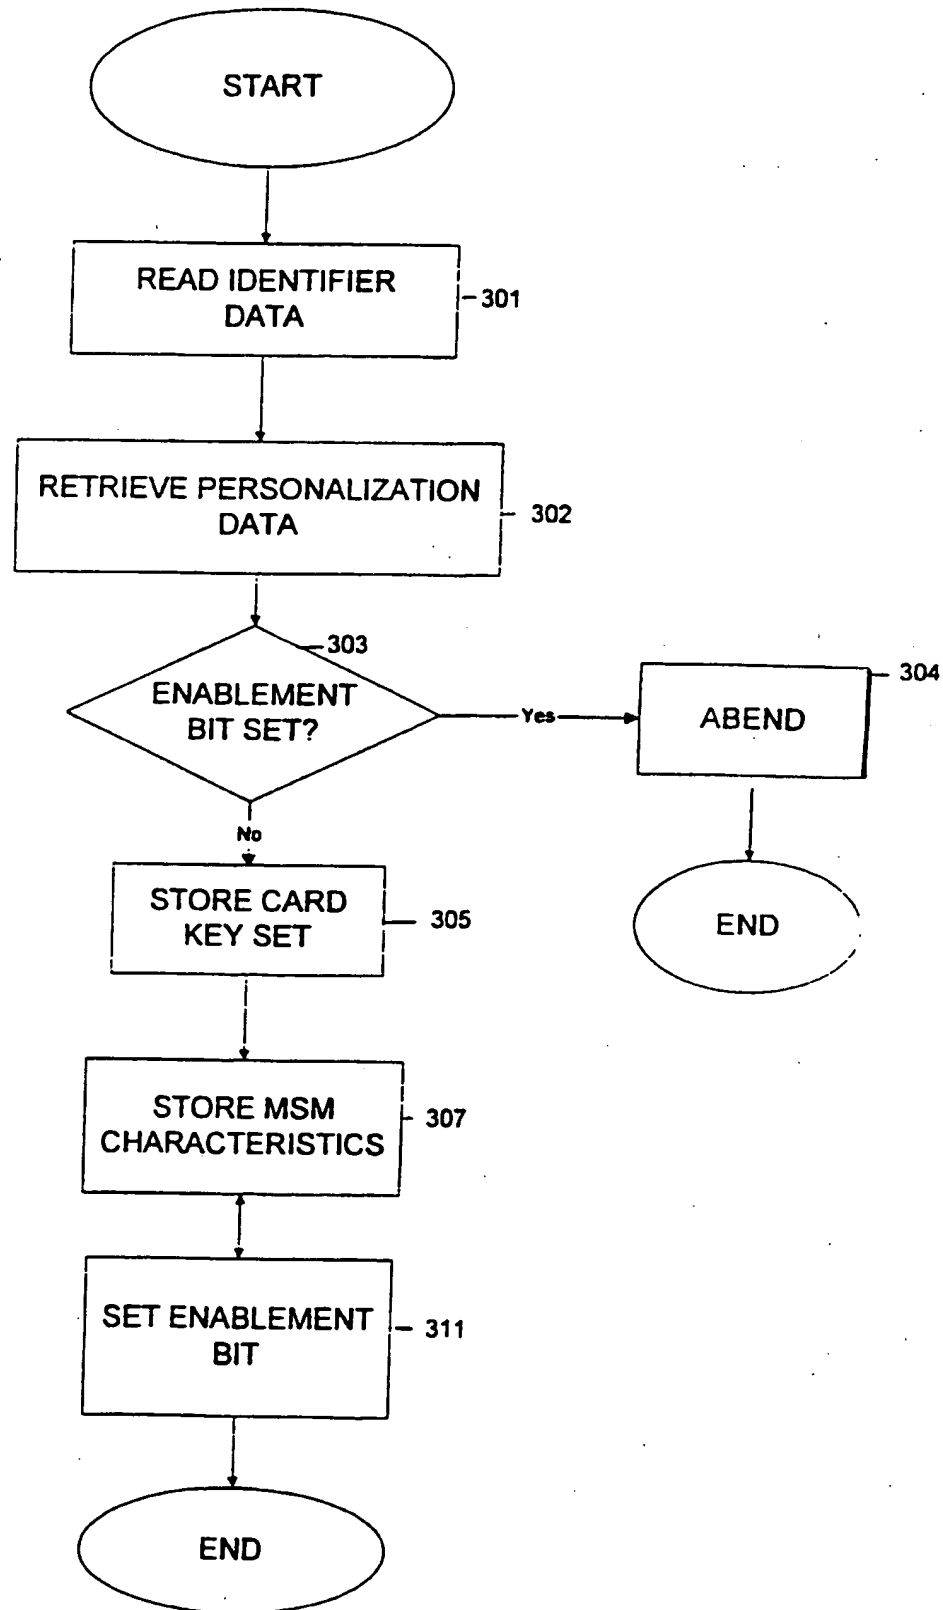 START
READ IDENTIFIER
DATA
301
RETRIEVE PERSONALIZATION
DATA
302
303
ENABLEMENT
BIT SET?
Yes
304
ABEND
END
No
STORE CARD
KEY SET
305
STORE MSM
CHARACTERISTICS
307
SET ENABLEMENT
BIT
311
END